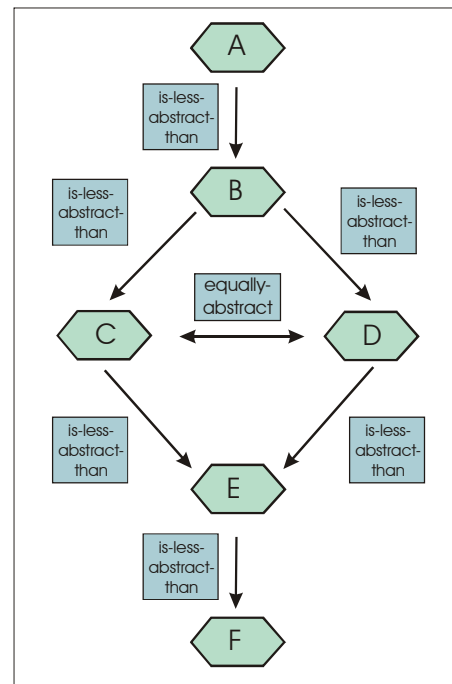 A
is-less-
abstract-
than
B
is-less-
abstract-
than
is-less-
abstract-
than
equally-
abstract
C
D
is-less-
abstract-
than
is-less-
abstract-
than
E
is-less-
abstract-
than
F